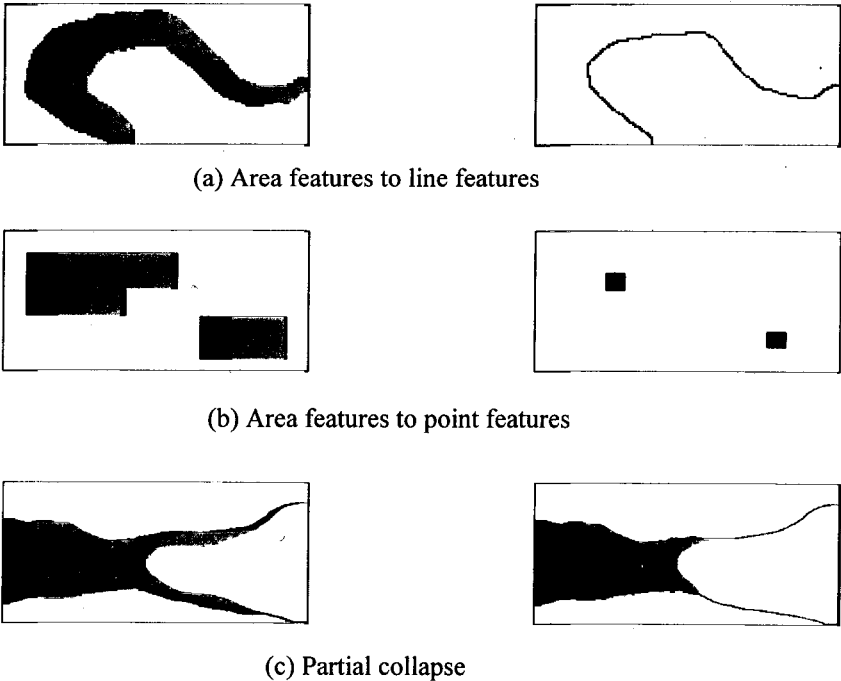 (a) Area features to line features
(b) Area features to point features
(c) Partial collapse